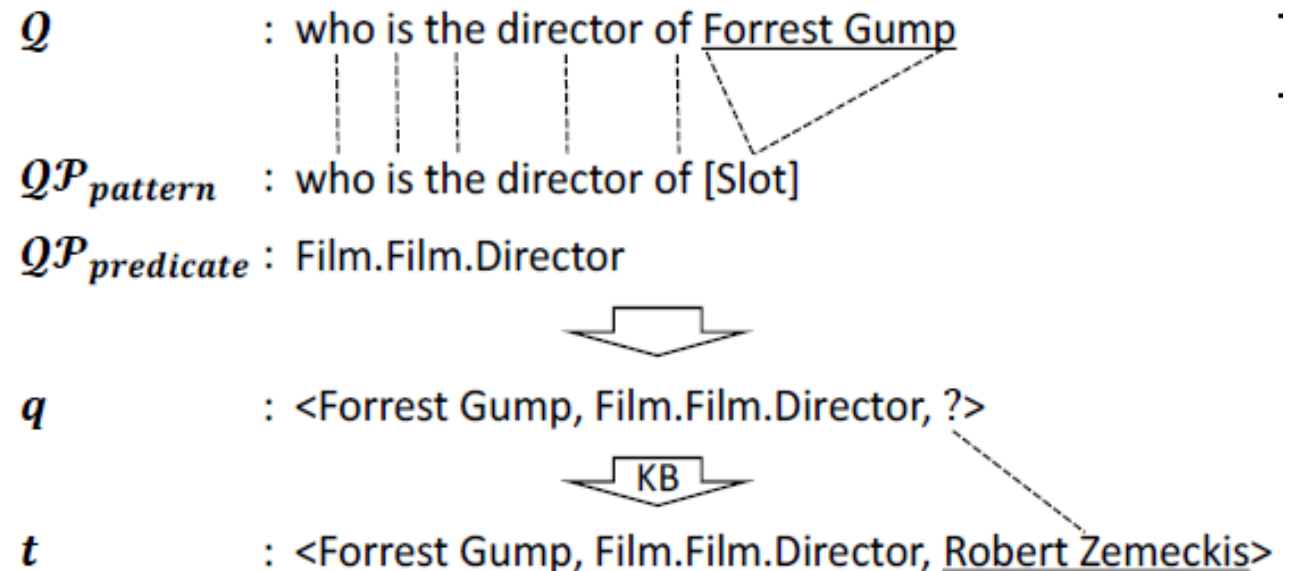 Q : who is the director of Forrest Gump
QP_pattern : who is the director of [Slot]
QP_predicate : Film.Film.Director
q : <Forrest Gump, Film.Film.Director, ?>
KB
t : <Forrest Gump, Film.Film.Director, Robert Zemeckis>